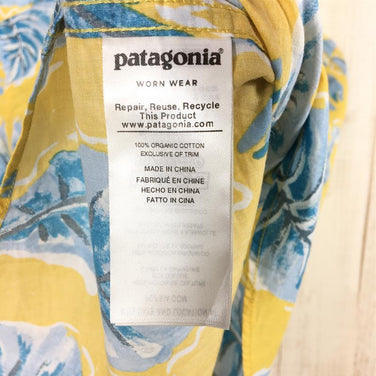 patagonia®
WORN WEAR
Repair, Reuse, Recycle
This Product
www.patagonia.com
100% ORGANIC COTTON
EXCLUSIVE OF TRIM
MADE IN CHINA
FABRIQUÉ EN CHINE
HECHO EN CHINA
FATTO IN CINA